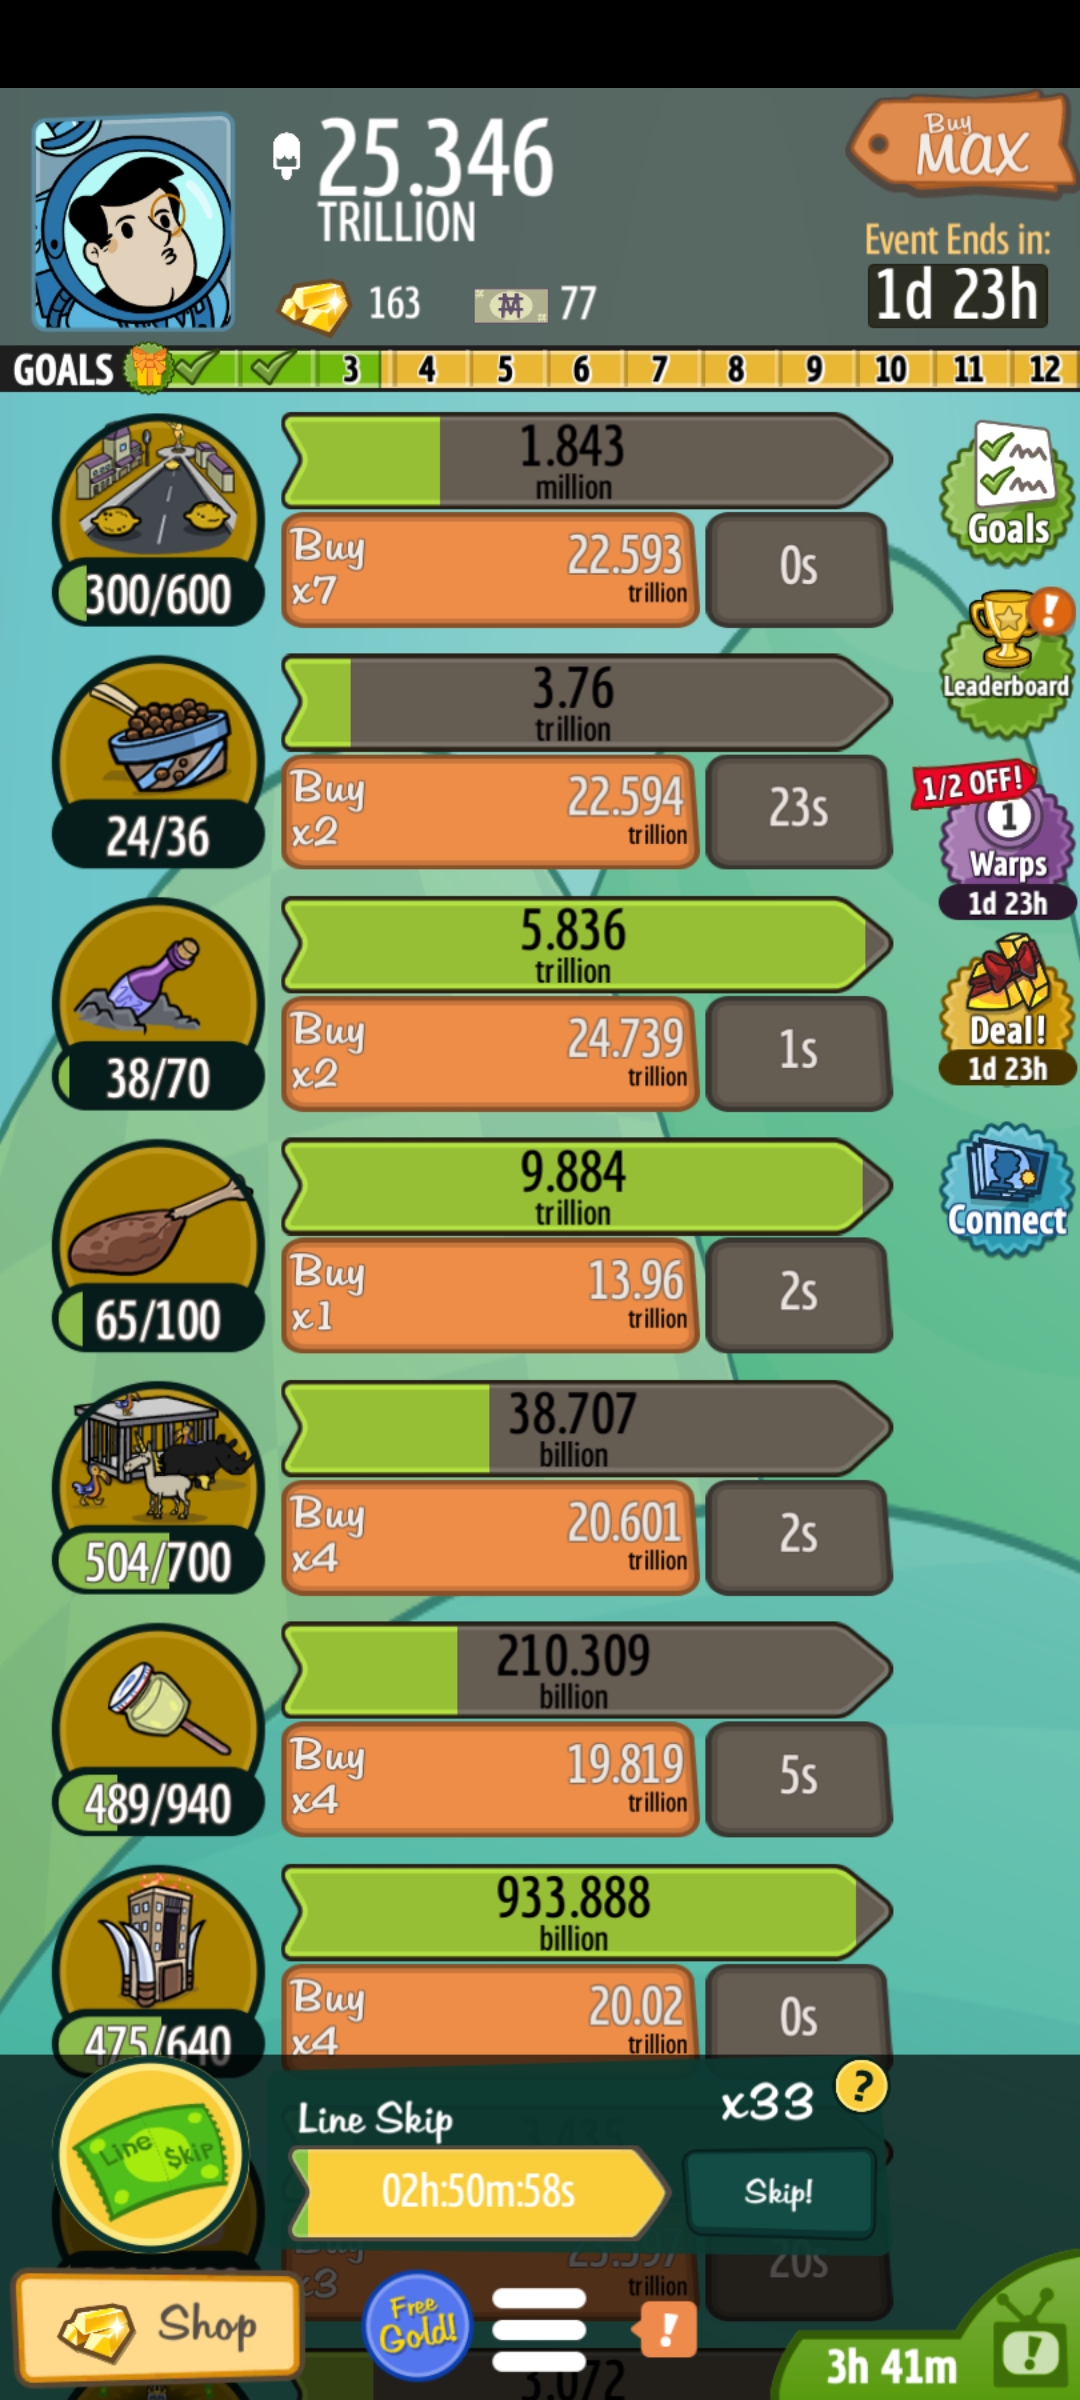 25.346
TRILLION
Buy
MAX
Event Ends in:
1d 23h
163
77
GOALS
3
4
5
6
7
8
9
10
11
12
1.843
million
Buy
x7
22.593
trillion
0s
300/600
Goals
3.76
trillion
Buy
x2
22.594
trillion
23s
24/36
Leaderboard
1/2 OFF!
1
Warps
1d 23h
5.836
trillion
Buy
x2
24.739
trillion
1s
38/70
Deal!
1d 23h
9.884
trillion
Buy
x1
13.96
trillion
2s
65/100
Connect
38.707
billion
Buy
x4
20.601
trillion
2s
504/700
210.309
billion
Buy
x4
19.819
trillion
5s
489/940
933.888
billion
Buy
x4
20.02
trillion
0s
475/640
Line $kip
Line Skip
x33
?
02h:50m:58s
Skip!
Buy
x3
trillion
20s
Shop
Free
Gold!
!
3.072
3h 41m